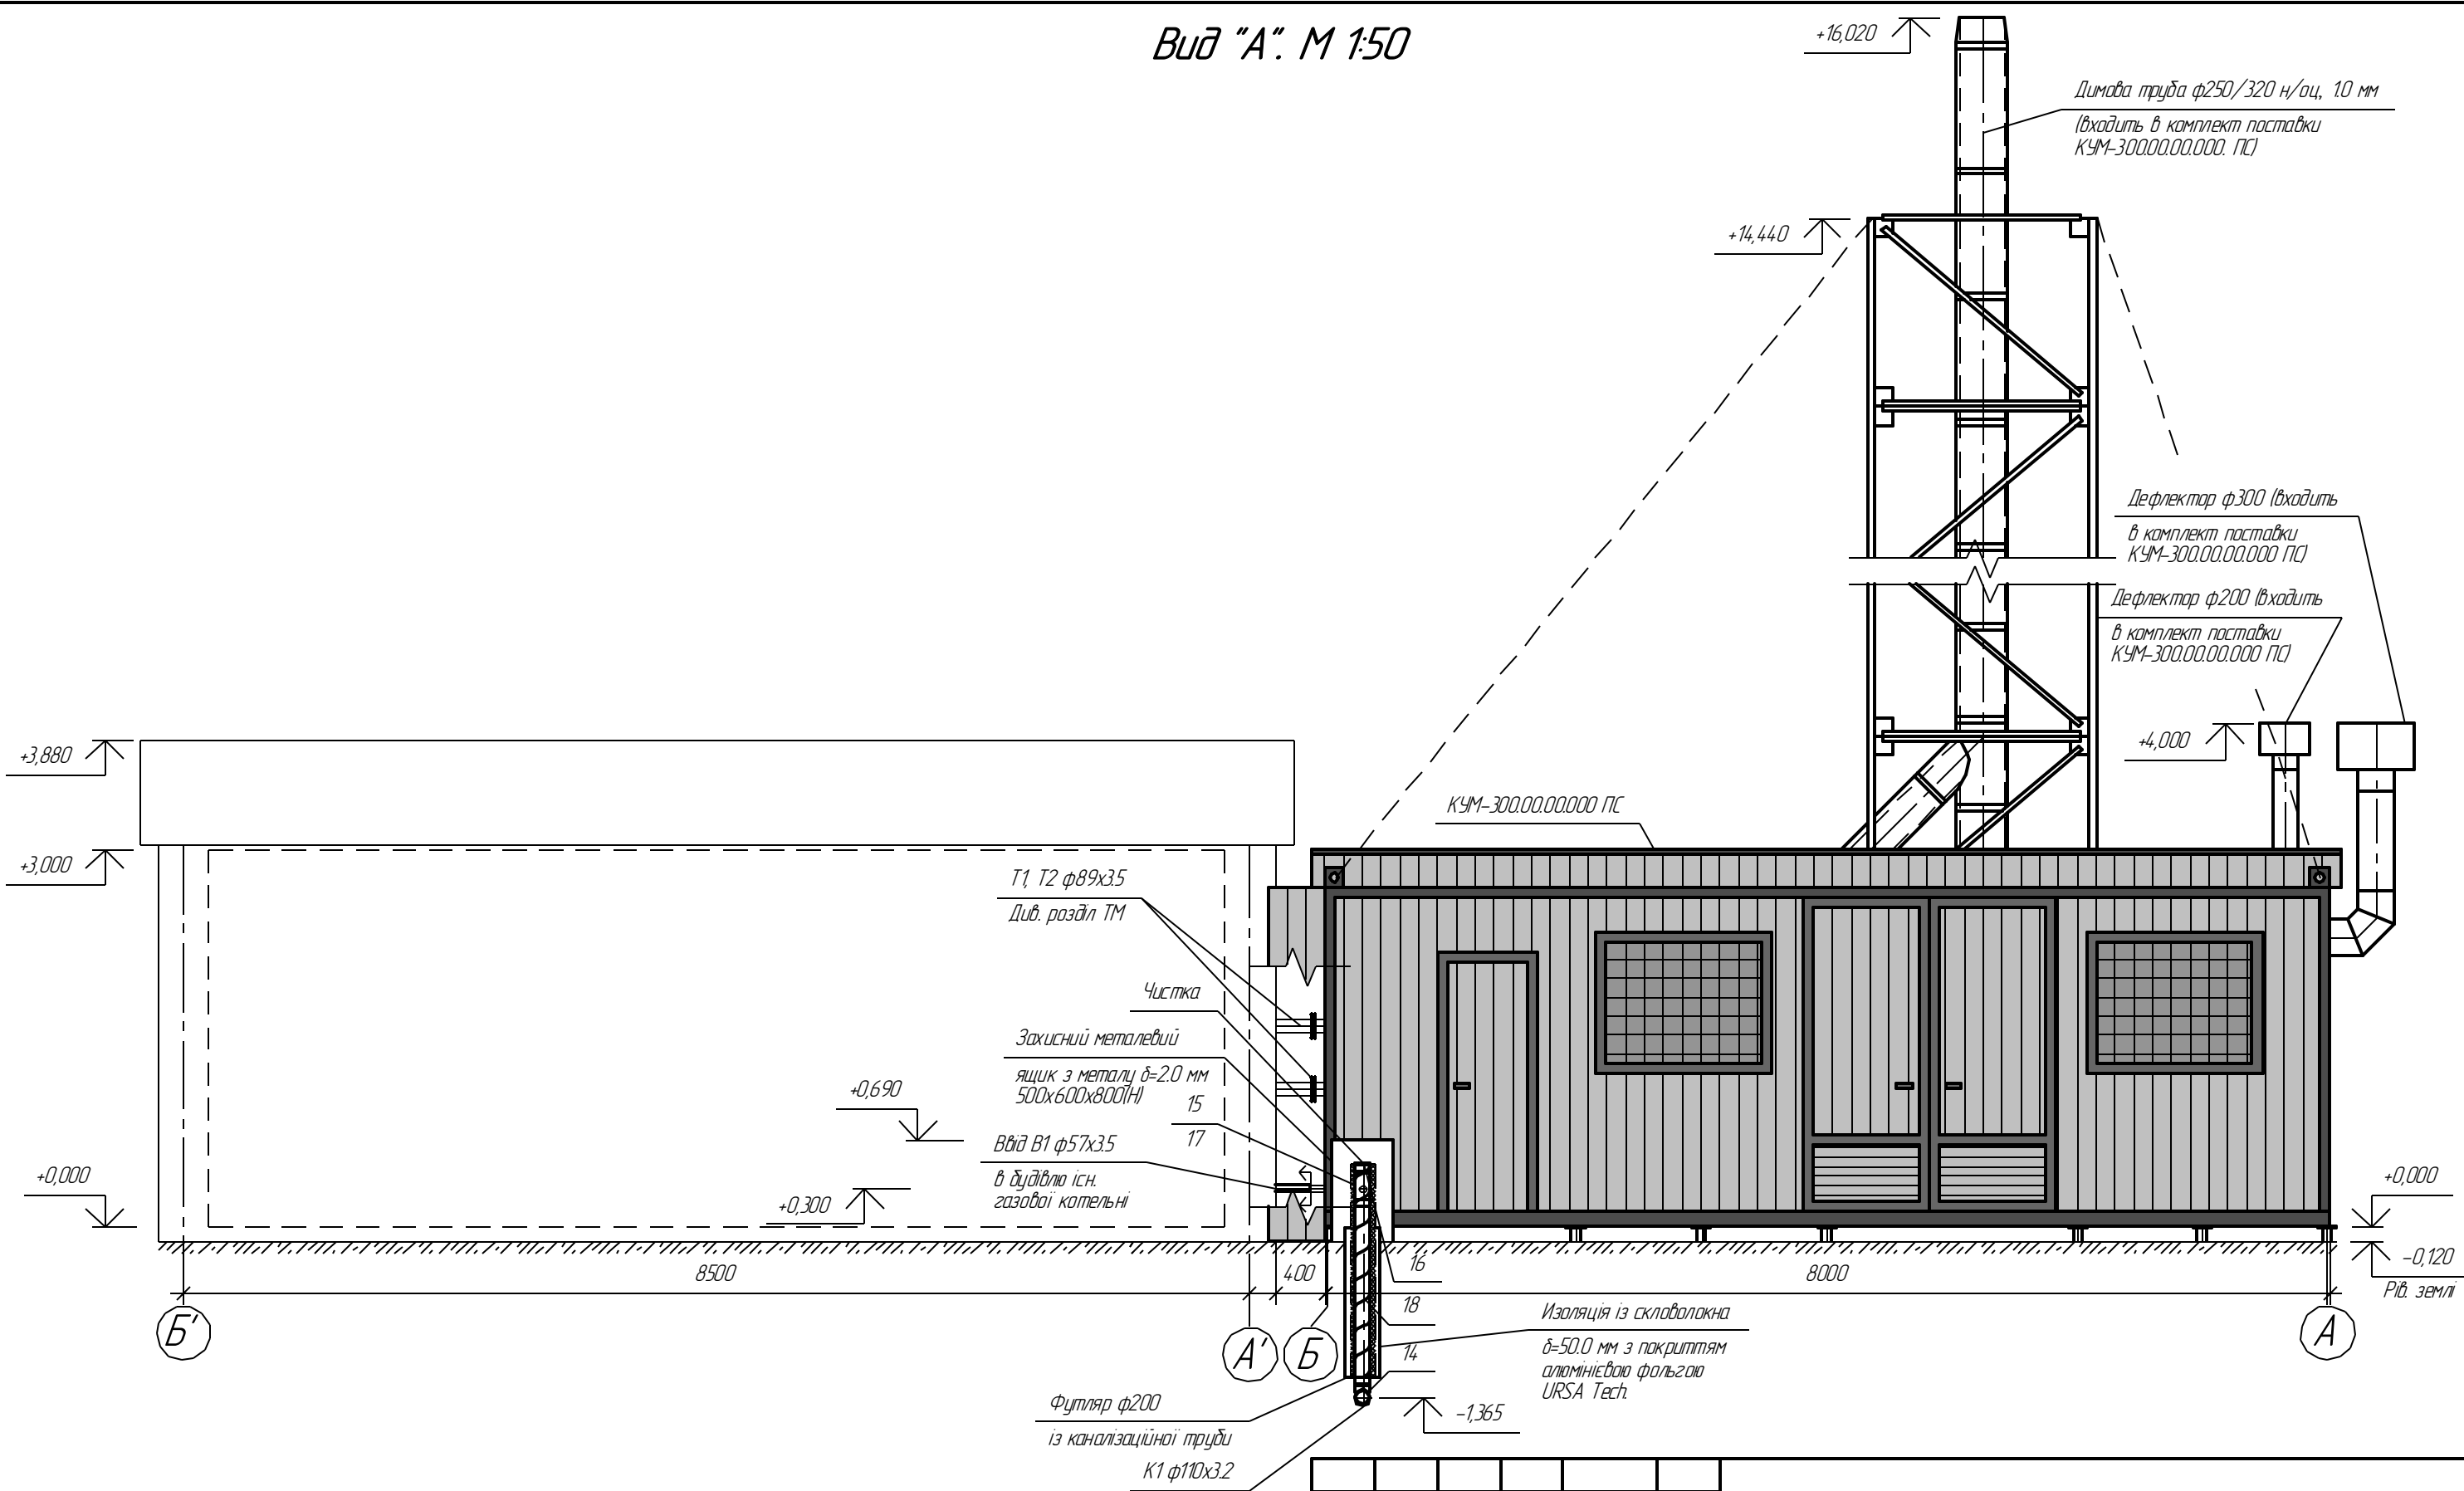 Вид "А". М 1:50
+16,020
Димова труба ф250/320 н/оц, 1.0 мм
(входить в комплект поставки
КУМ-300.00.00.000. ПС)
+14,440
Дефлектор ф300 (входить
в комплект поставки
КУМ-300.00.00.000 ПС)
Дефлектор ф200 (входить
в комплект поставки
КУМ-300.00.00.000 ПС)
+3,880
+4,000
КУМ-300.00.00.000 ПС
+3,000
Т1, Т2 ф89х3.5
Див. розділ ТМ
Чистка
Захисний металевий
ящик з металу δ=2.0 мм
500х600х800(Н)
+0,690
15
17
Ввід В1 ф57х3.5
в будівлю існ.
газової котельні
+0,000
+0,300
+0,000
-0,120
Рів. землі
8500
400
8000
16
18
14
Изоляція із скловолокна
δ=50.0 мм з покриттям
алюмінієвою фольгою
URSA Tech.
Б'
А'
Б
А
Футляр ф200
із каналізаційної труби
-1,365
К1 ф110х3.2